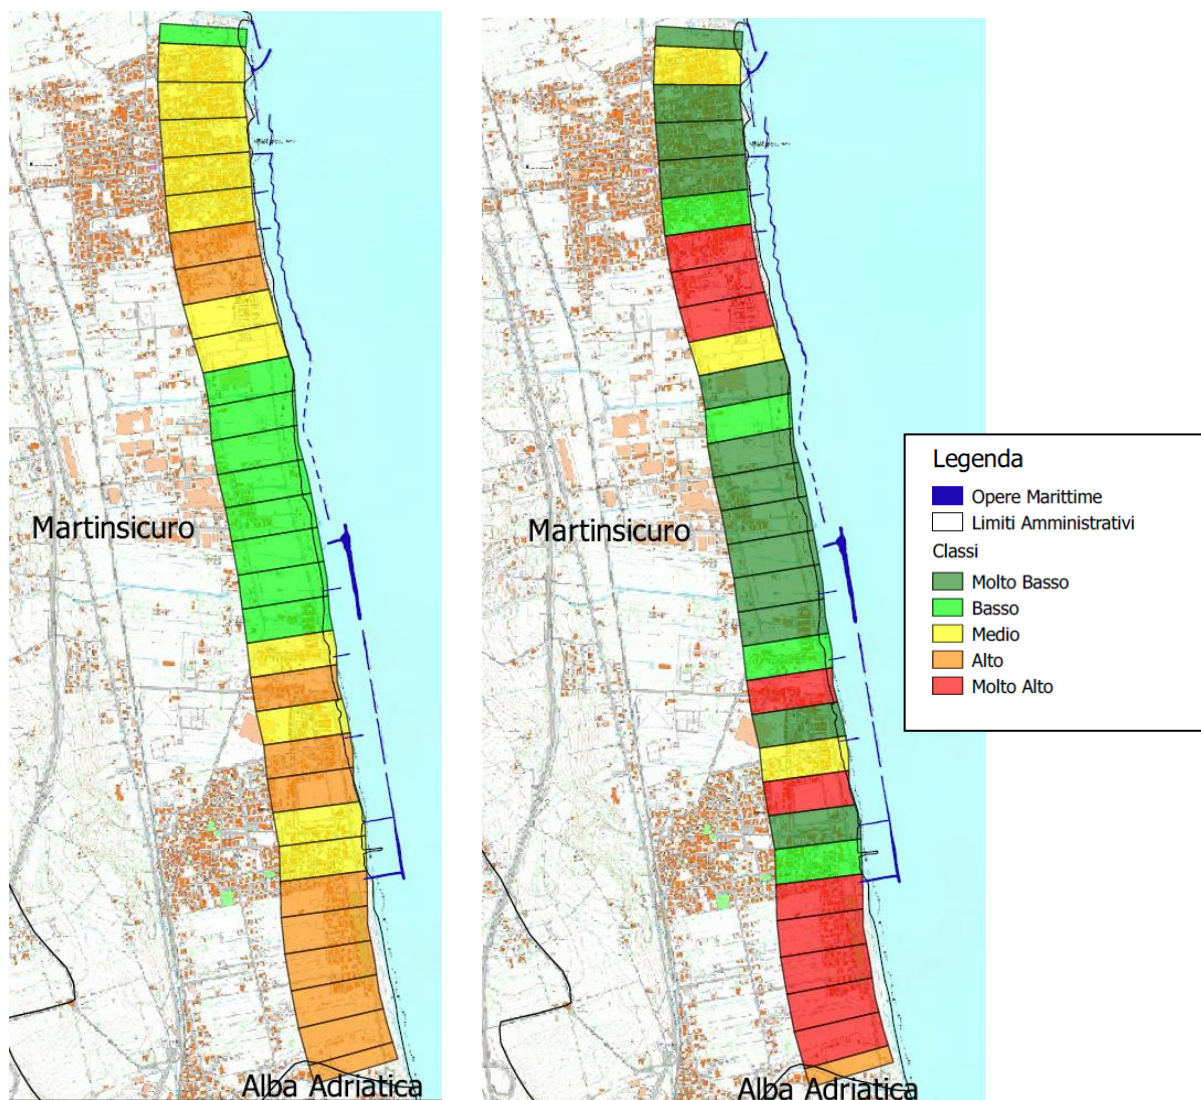 Martinsicuro
Alba Adriatica
Martinsicuro
Alba Adriatica
Legenda
Opere Marittime
Limiti Amministrativi
Classi
Molto Basso
Basso
Medio
Alto
Molto Alto